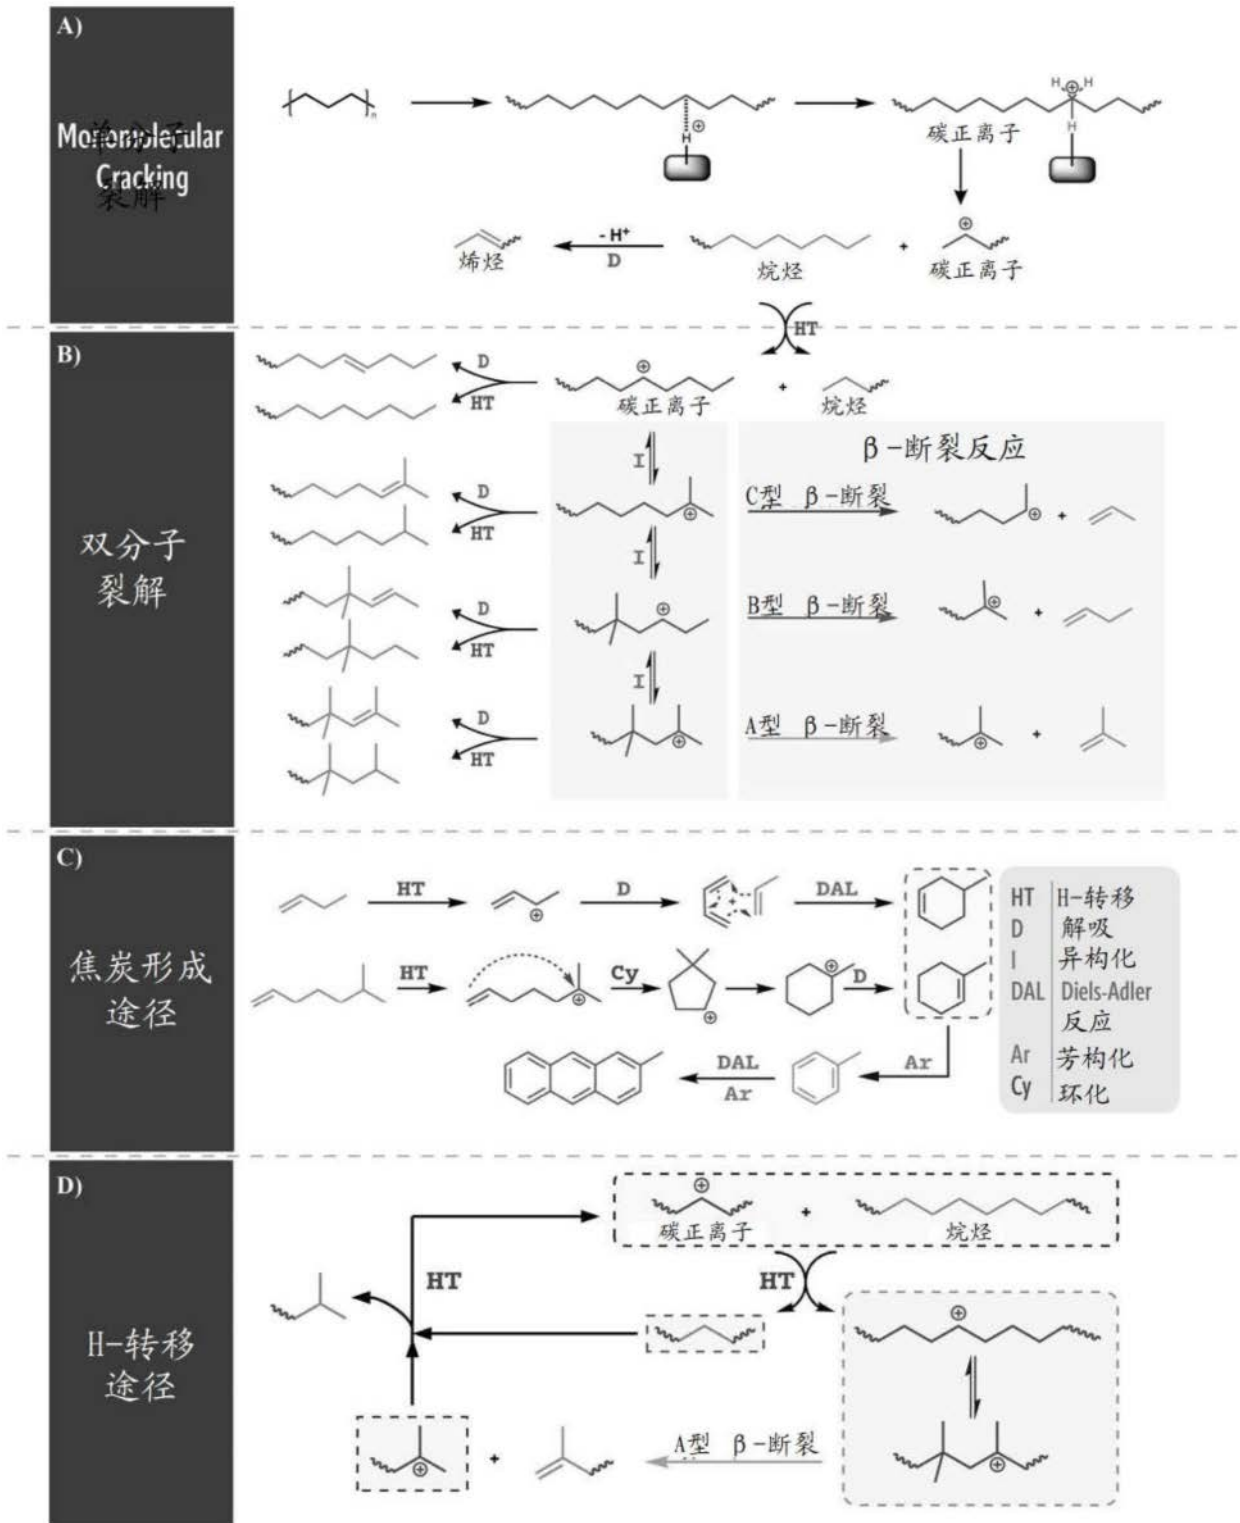 A)
Monomolecular
单分子
Cracking
裂解
n
H
⊕
H ⊕ H
H
碳正离子
- H⁺
D
烯烃
烷烃
+
⊕
碳正离子
HT
B)
双分子
裂解
D
HT
⊕
碳正离子
+
烷烃
I
β-断裂反应
D
HT
⊕
C型 β-断裂
⊕
+
I
D
HT
⊕
B型 β-断裂
⊕
+
I
D
HT
⊕
A型 β-断裂
⊕
+
C)
焦炭形成
途径
HT
⊕
D
+
DAL
HT
⊕
Cy
⊕
⊕
D
DAL
Ar
Ar
HT H-转移
D 解吸
I 异构化
DAL Diels-Adler
反应
Ar 芳构化
Cy 环化
D)
H-转移
途径
⊕
碳正离子
+
烷烃
HT
HT
⊕
⊕
+
A型 β-断裂
⊕